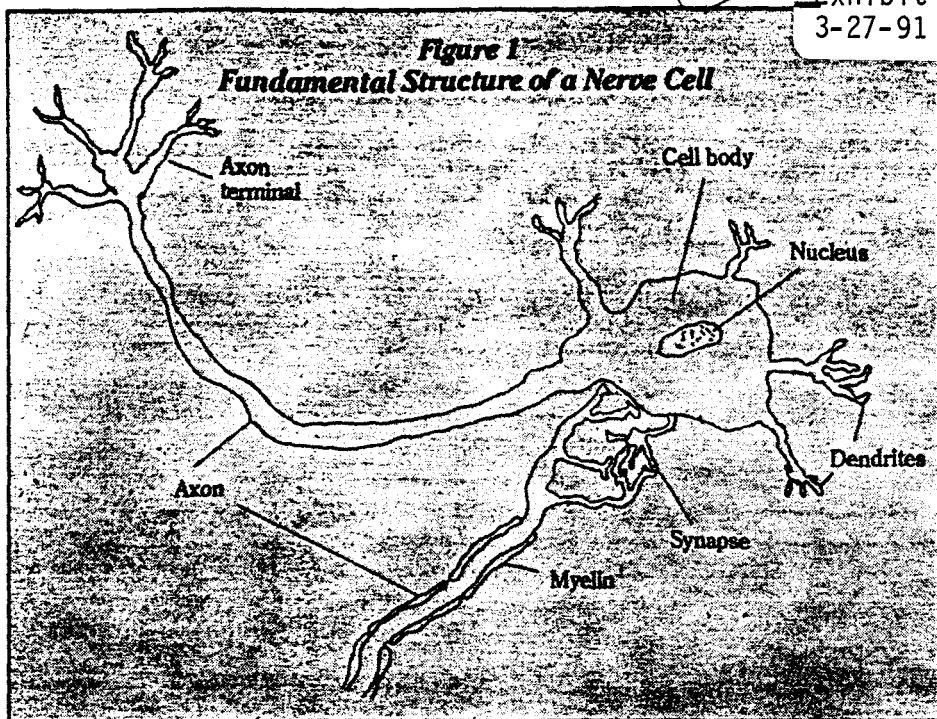 3-27-91
Figure 1
Fundamental Structure of a Nerve Cell
Axon
terminal
Cell body
Nucleus
Dendrites
Axon
Synapse
Myelin